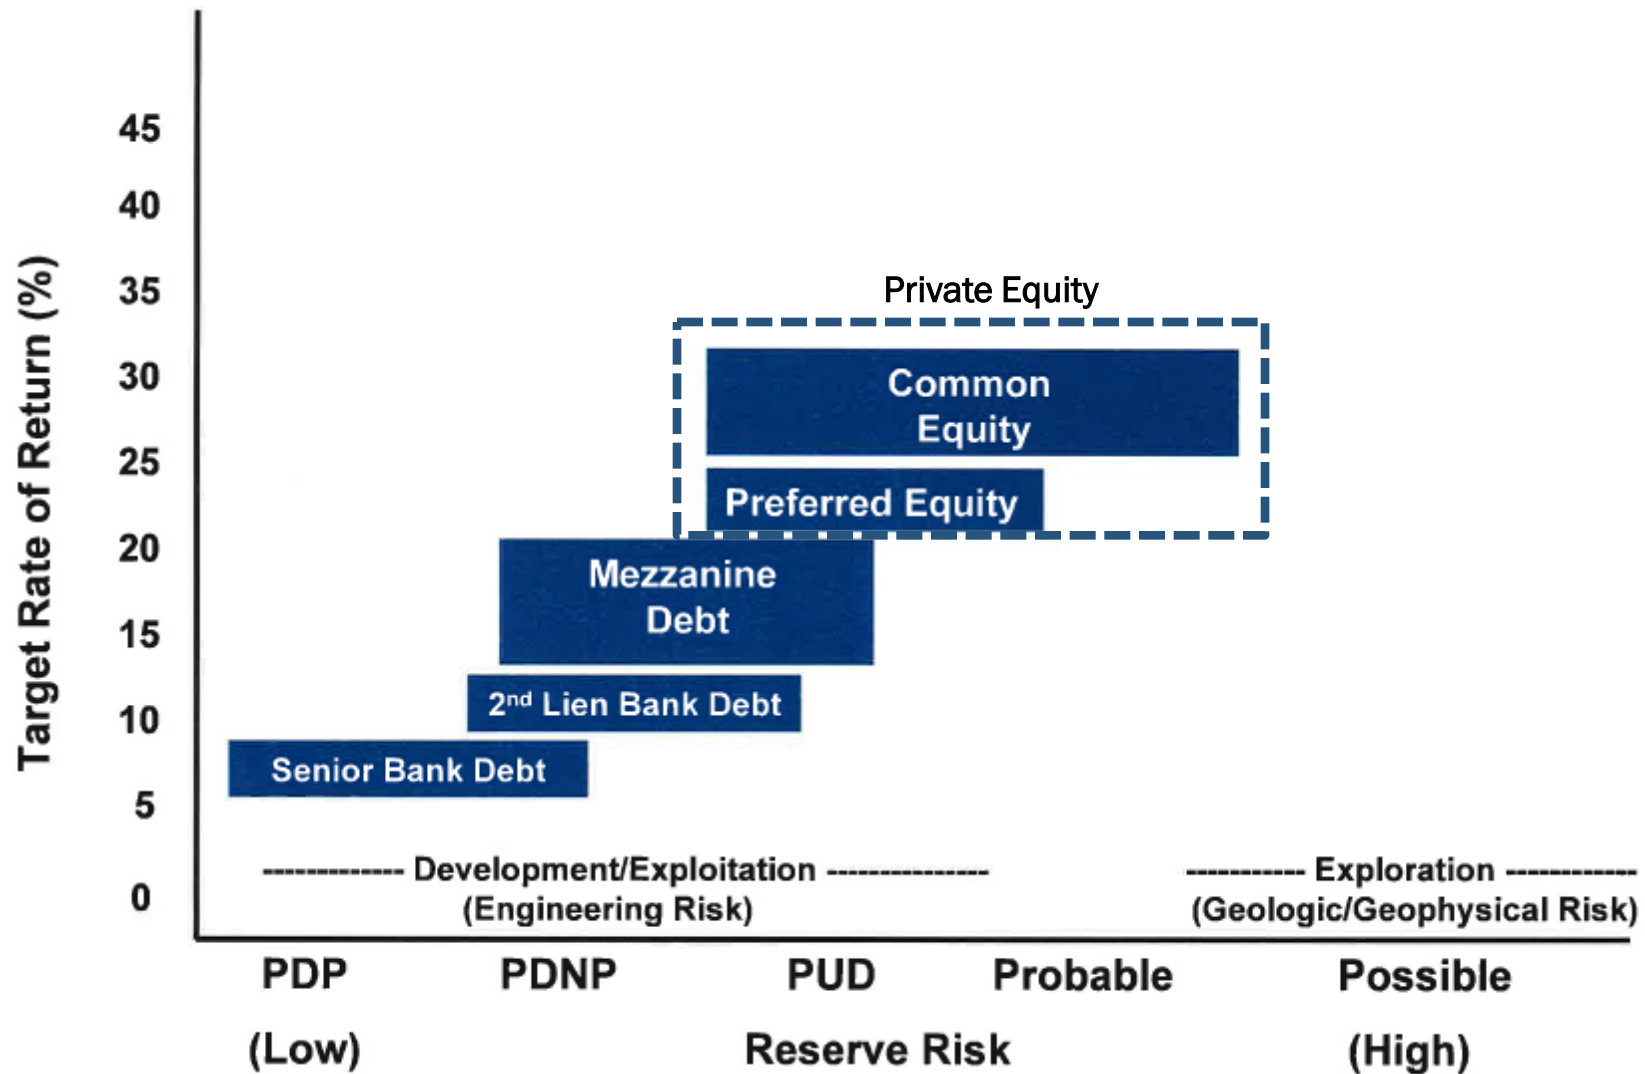 Target Rate of Return (%)
45
40
35
30
25
20
15
10
5
0
Private Equity
Common
Equity
Preferred Equity
Mezzanine
Debt
2nd Lien Bank Debt
Senior Bank Debt
------------- Development/Exploitation ---------------
(Engineering Risk)
----------- Exploration ------------
(Geologic/Geophysical Risk)
PDP
PDNP
PUD
Probable
Possible
(Low)
Reserve Risk
(High)